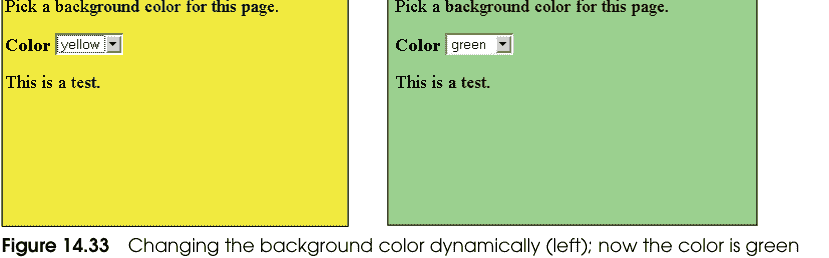 Pick a background color for this page.
Color yellow
This is a test.
Pick a background color for this page.
Color green
This is a test.
Figure 14.33 Changing the background color dynamically (left); now the color is green